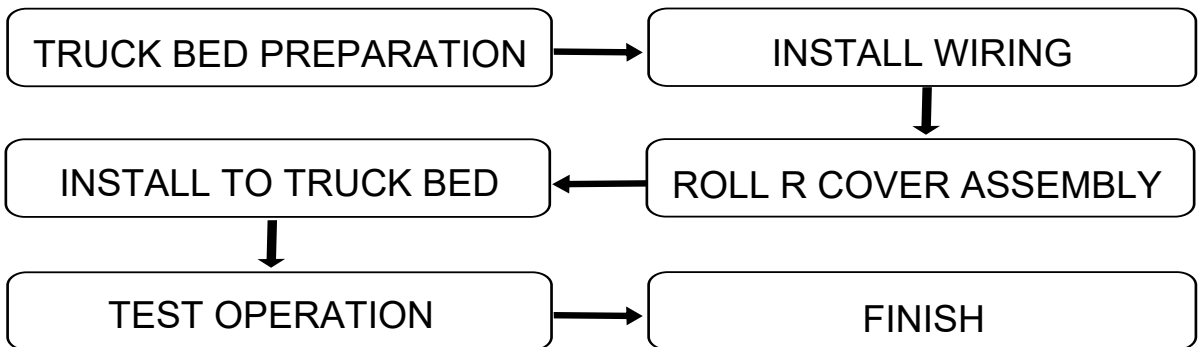 TRUCK BED PREPARATION
INSTALL WIRING
ROLL R COVER ASSEMBLY
INSTALL TO TRUCK BED
TEST OPERATION
FINISH